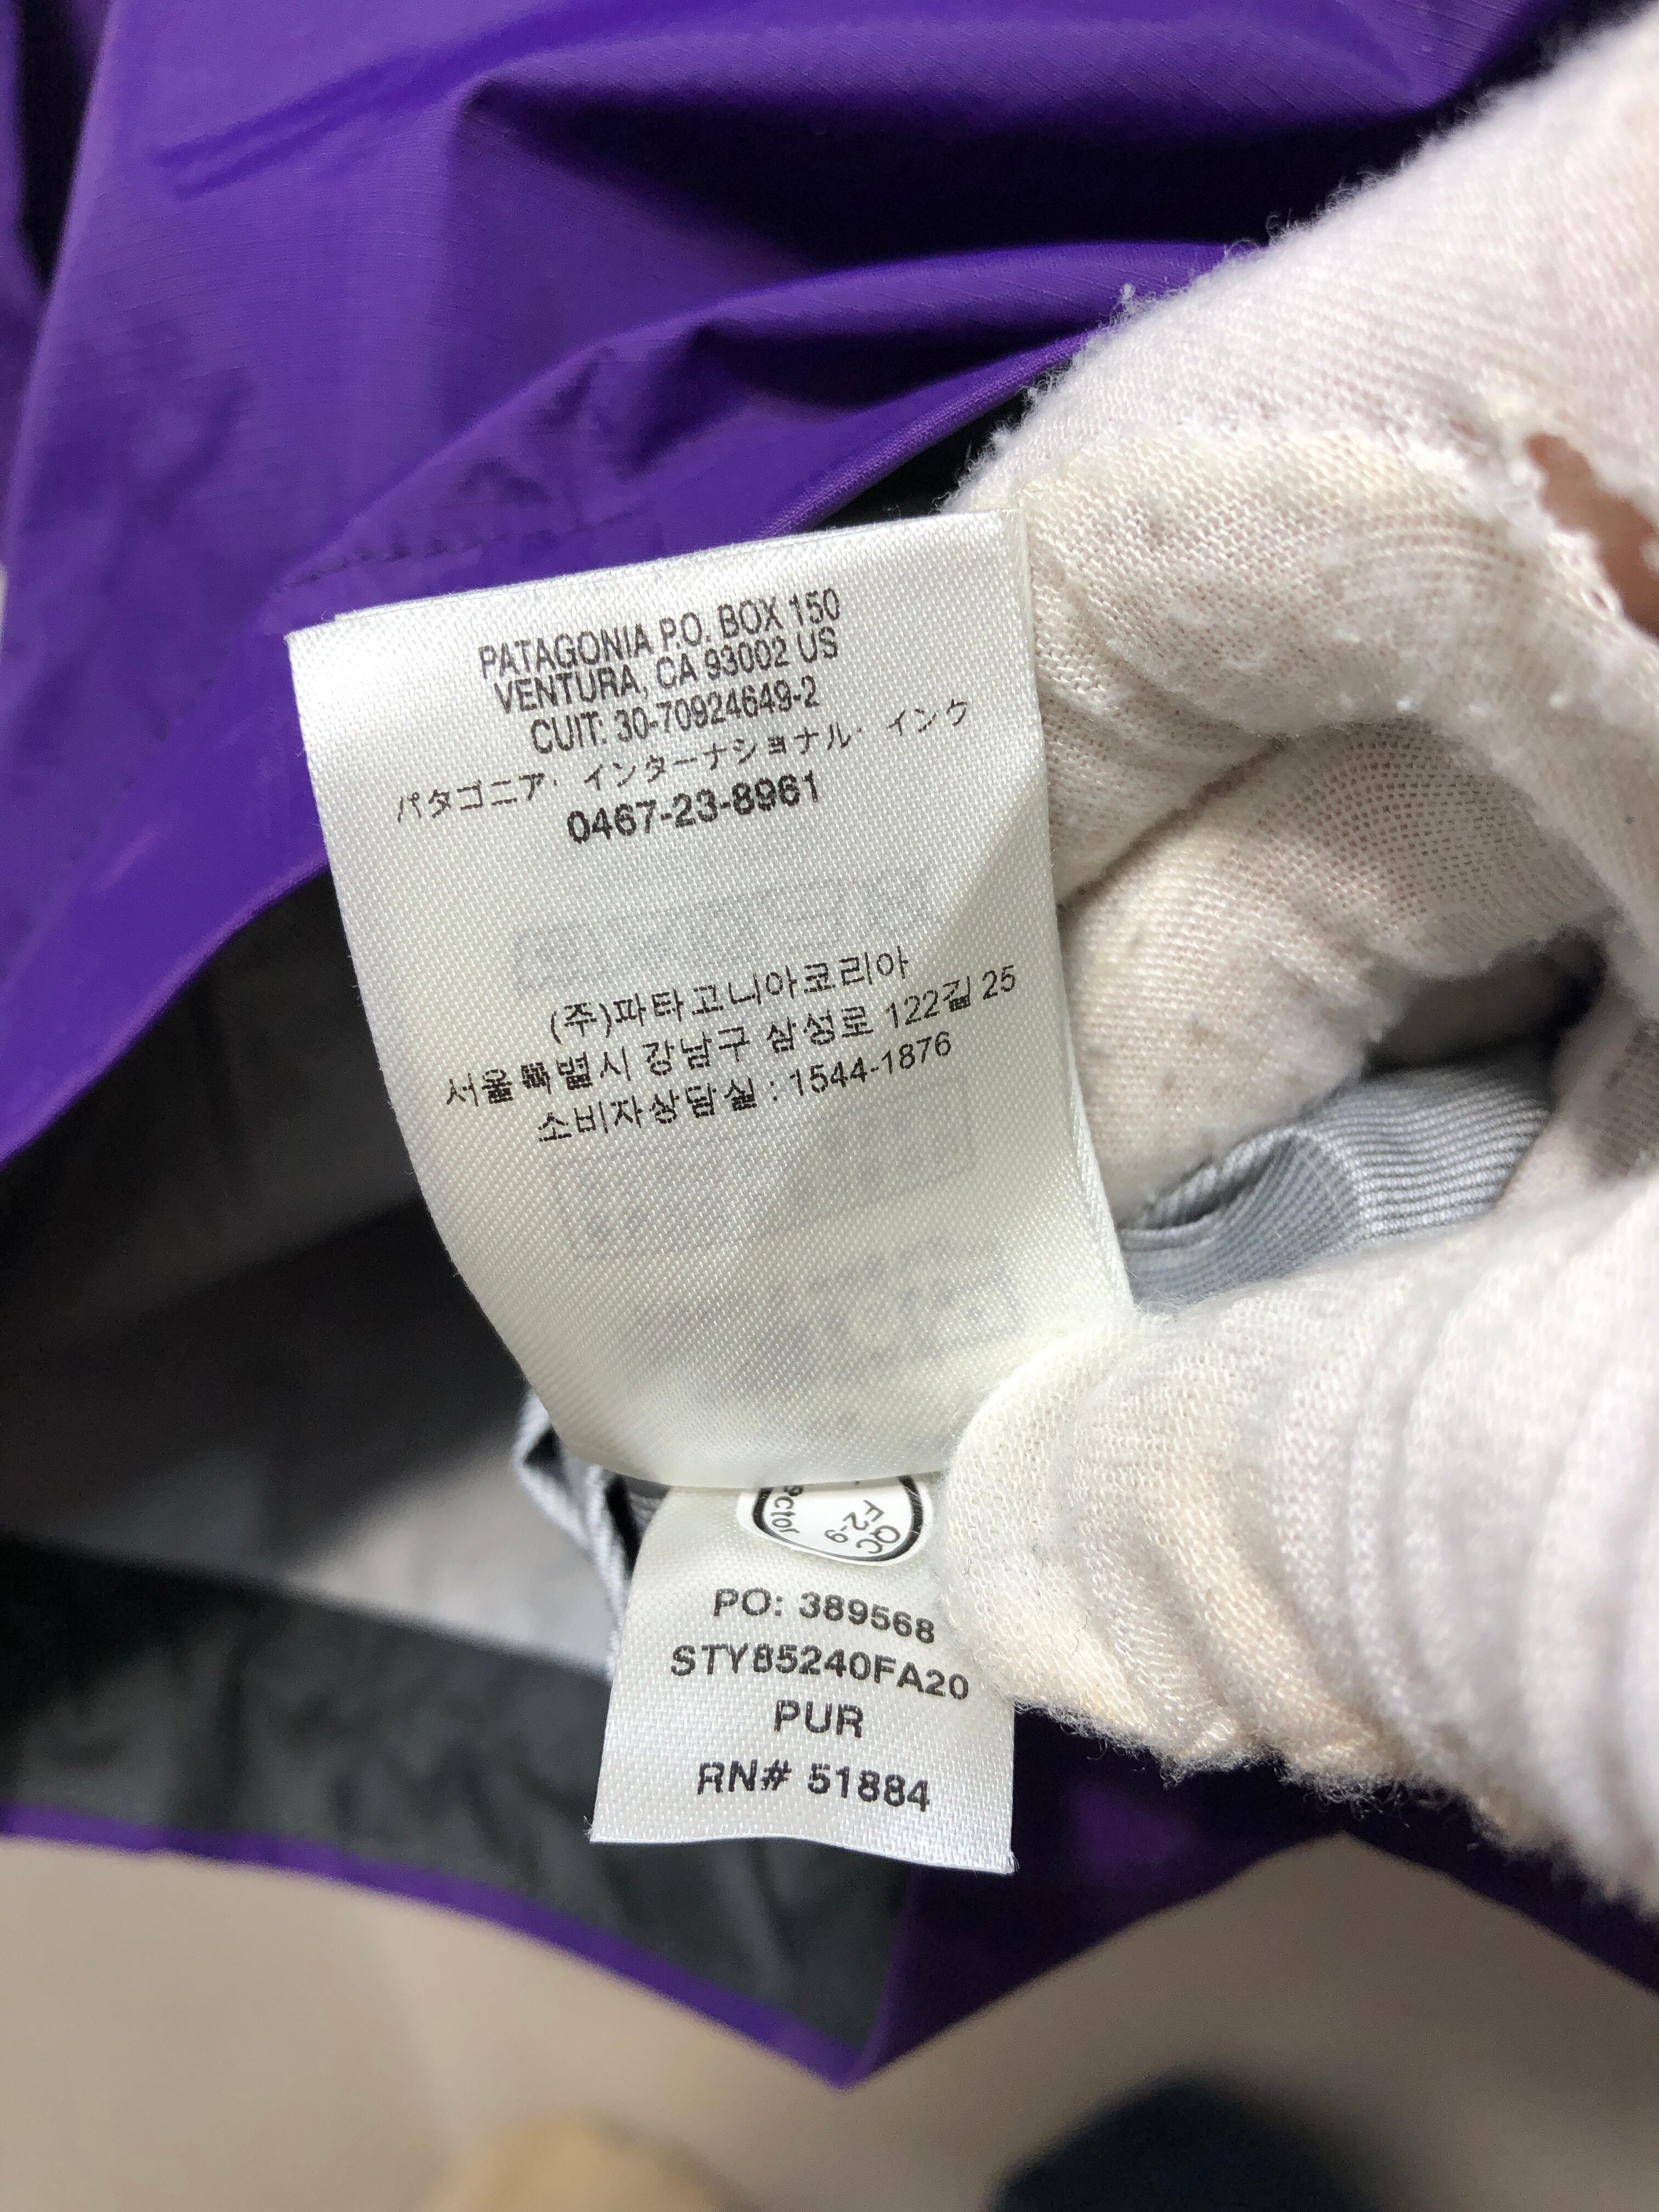 PATAGONIA P.O. BOX 150
VENTURA, CA 93002 US
CUIT: 30-70924649-2
パタゴニア・インターナショナル・インク
0467-23-8961
(주)파타고니아코리아
서울특별시 강남구 삼성로 122길 25
소비자상담실 : 1544-1876
QC
F2-9
PO: 389568
STY85240FA20
PUR
RN# 51884